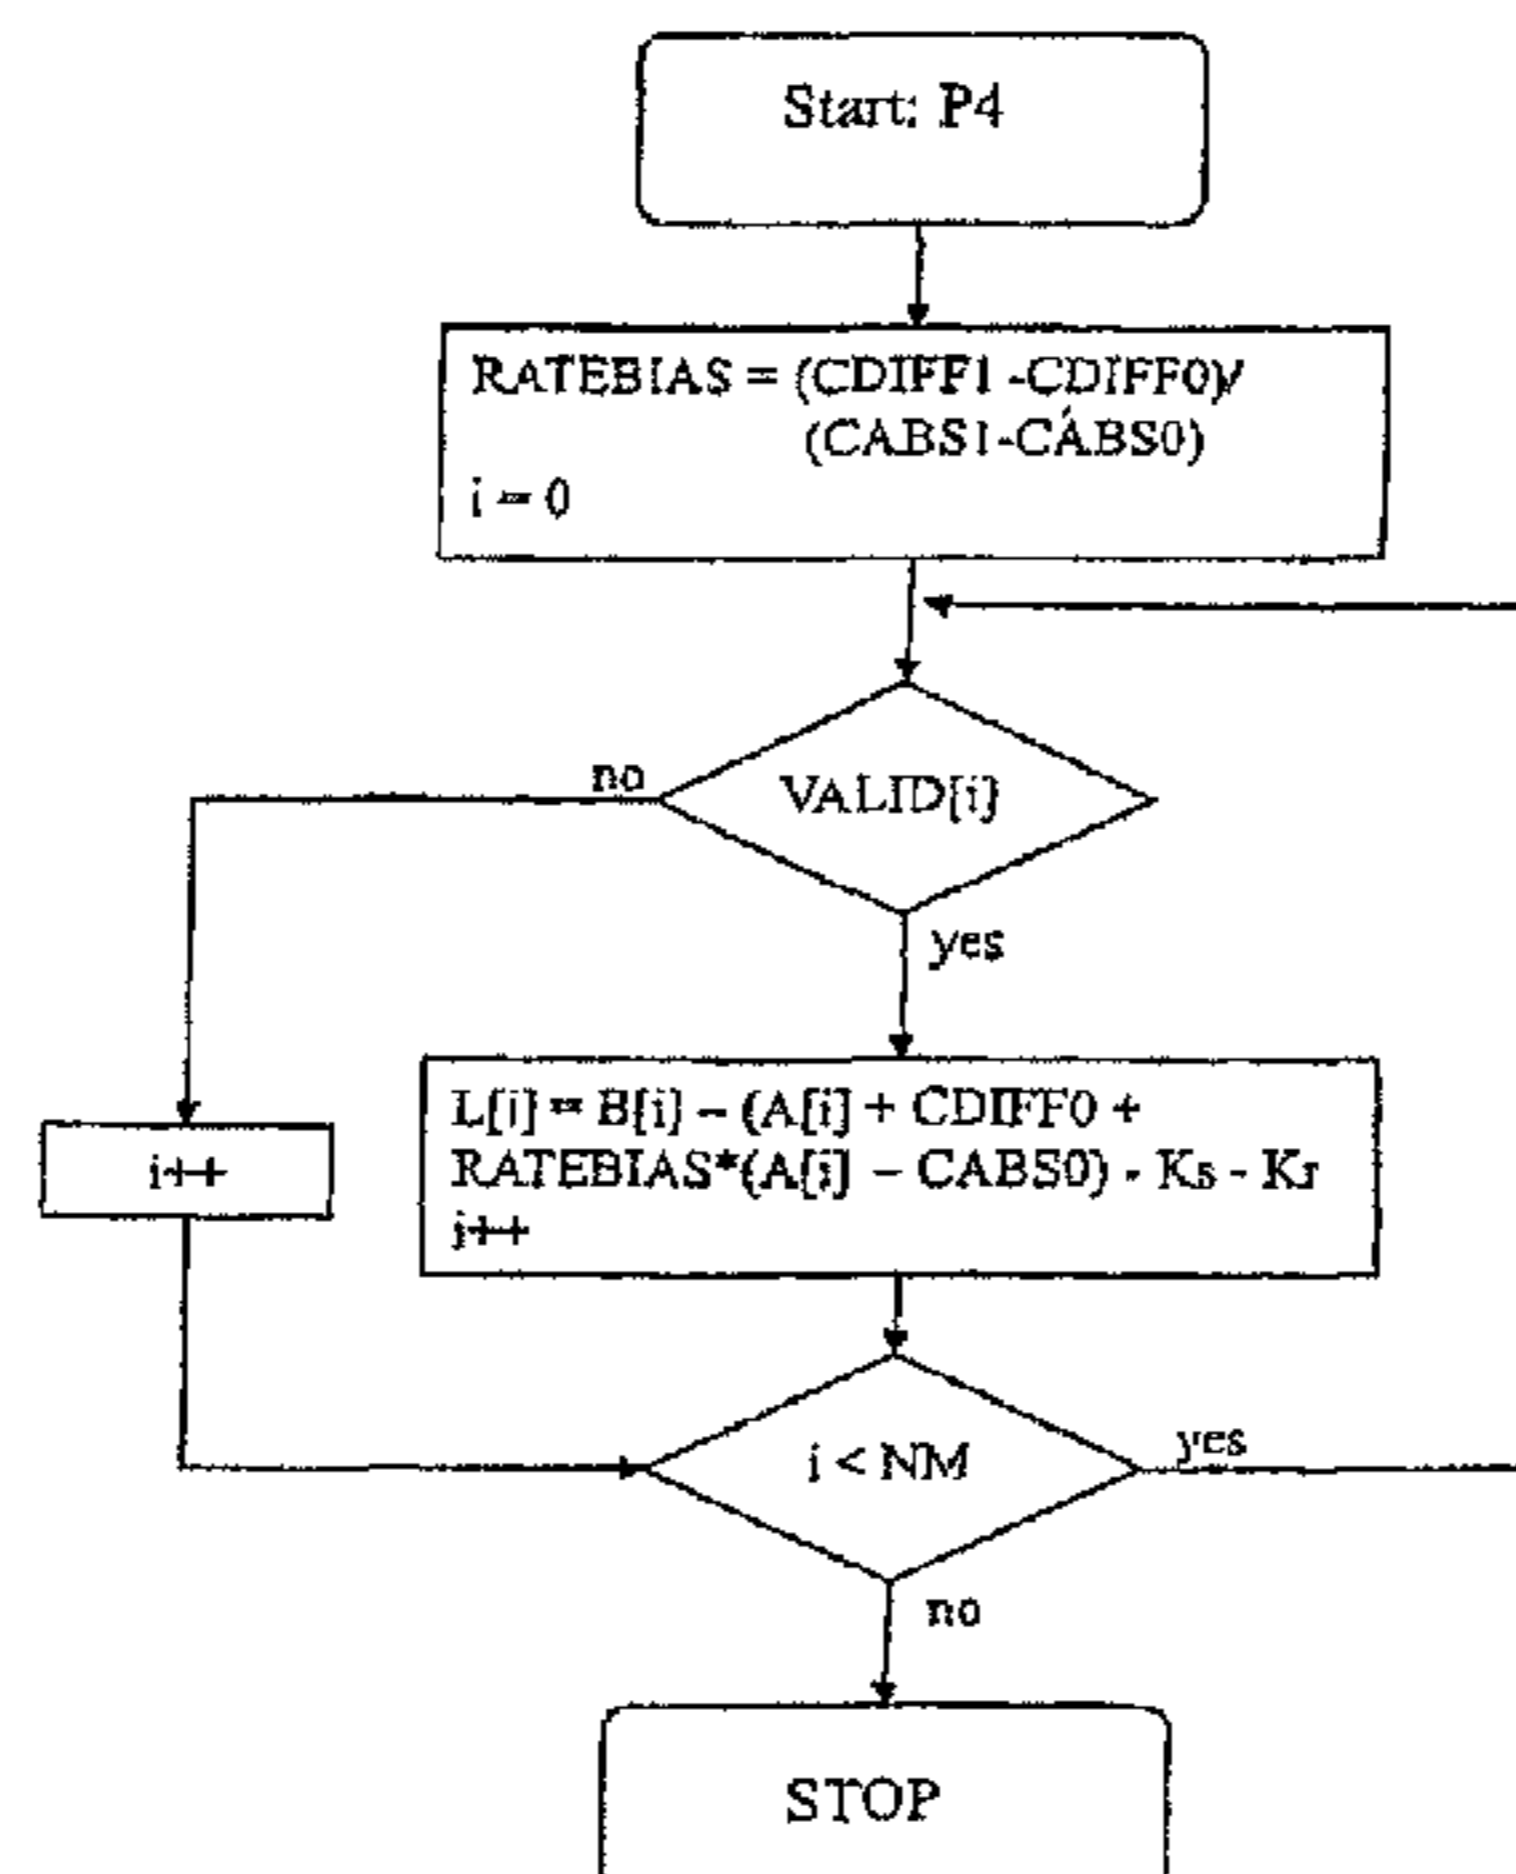 Start: P4
RATEBIAS = (CDIFF1 -CDIFF0)/
(CABS1-CABS0)
i = 0
VALID[i]
no
yes
L[i] = B[i] – (A[i] + CDIFF0 +
RATEBIAS*(A[i] – CABS0) - Ks - Kr
i++
i++
i < NM
yes
no
STOP